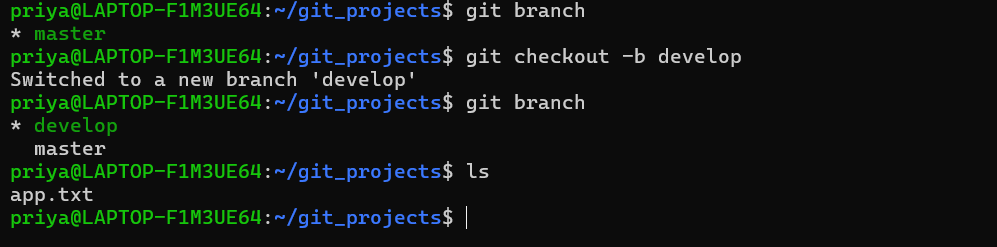 priya@LAPTOP-F1M3UE64:~/git_projects$ git branch
* master
priya@LAPTOP-F1M3UE64:~/git_projects$ git checkout -b develop
Switched to a new branch 'develop'
priya@LAPTOP-F1M3UE64:~/git_projects$ git branch
* develop
  master
priya@LAPTOP-F1M3UE64:~/git_projects$ ls
app.txt
priya@LAPTOP-F1M3UE64:~/git_projects$